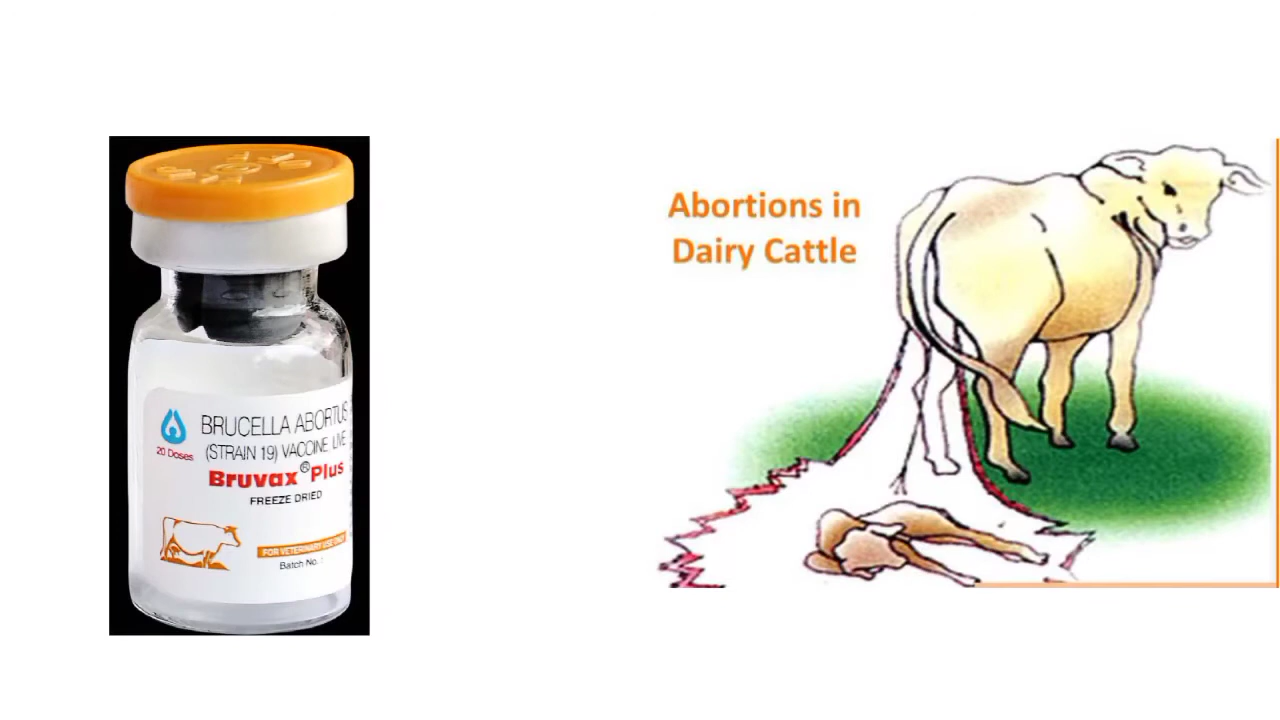 20 Doses
BRUCELLA ABORTUS
(STRAIN 19) VACCINE LIVE
Bruvax® Plus
FREEZE DRIED
FOR VETERINARY USE ONLY
Batch No.
Abortions in
Dairy Cattle